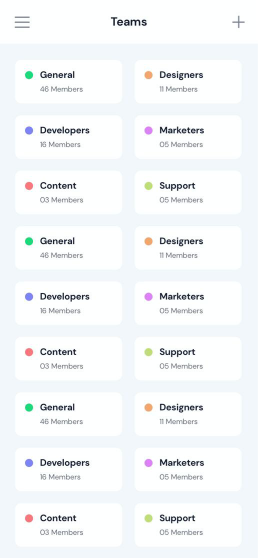 Teams
General
46 Members
Designers
11 Members
Developers
16 Members
Marketers
05 Members
Content
03 Members
Support
05 Members
General
46 Members
Designers
11 Members
Developers
16 Members
Marketers
05 Members
Content
03 Members
Support
05 Members
General
46 Members
Designers
11 Members
Developers
16 Members
Marketers
05 Members
Content
03 Members
Support
05 Members